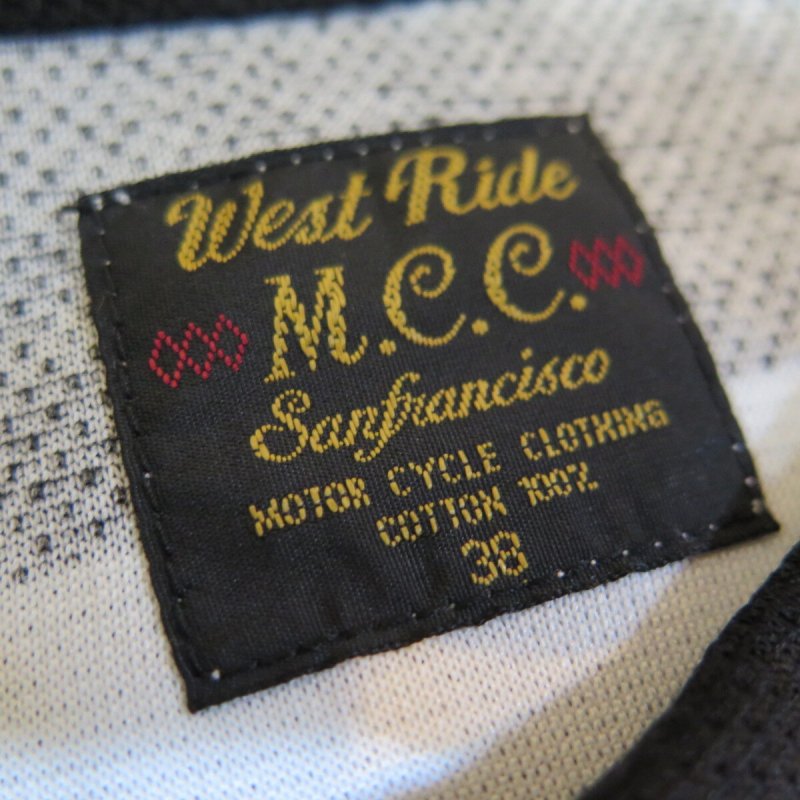 West Ride
M.C.C.
Sanfrancisco
MOTOR CYCLE CLOTHING
COTTON 100%
38